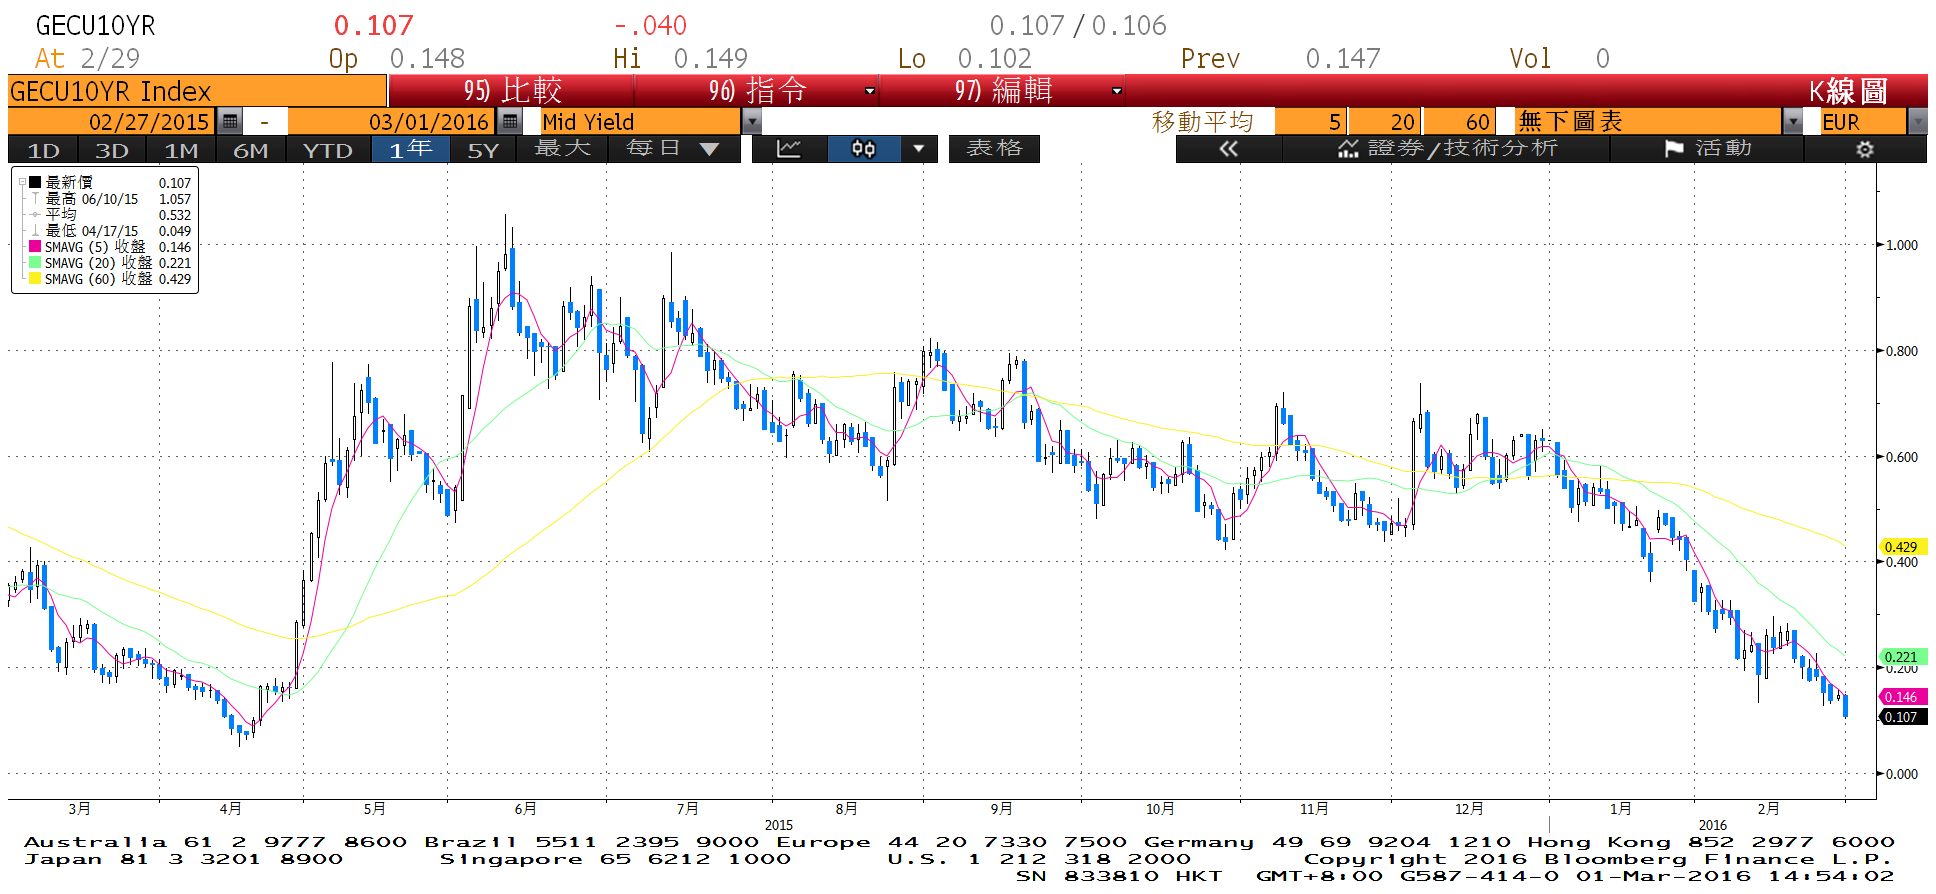 GECU10YR 0.107 -.040 0.107/0.106
At 2/29 Op 0.148 Hi 0.149 Lo 0.102 Prev 0.147 Vol 0
GECU10YR Index 95) 比較 96) 指令 97) 編輯 K線圖
02/27/2015 - 03/01/2016 Mid Yield 移動平均 5 20 60 無下圖表 EUR
1D 3D 1M 6M YTD 1年 5Y 最大 每日 表格 « 證券/技術分析 活動
最新價 0.107
最高 06/10/15 1.057
平均 0.532
最低 04/17/15 0.049
SMAVG (5) 收盤 0.146
SMAVG (20) 收盤 0.221
SMAVG (60) 收盤 0.429
1.000
0.800
0.600
0.429
0.400
0.221
0.200
0.146
0.107
0.000
3月 4月 5月 6月 7月 8月 9月 10月 11月 12月 1月 2月
2015 2016
Australia 61 2 9777 8600 Brazil 5511 2395 9000 Europe 44 20 7330 7500 Germany 49 69 9204 1210 Hong Kong 852 2977 6000
Japan 81 3 3201 8900 Singapore 65 6212 1000 U.S. 1 212 318 2000 Copyright 2016 Bloomberg Finance L.P.
SN 833810 HKT GMT+8:00 G587-414-0 01-Mar-2016 14:54:02